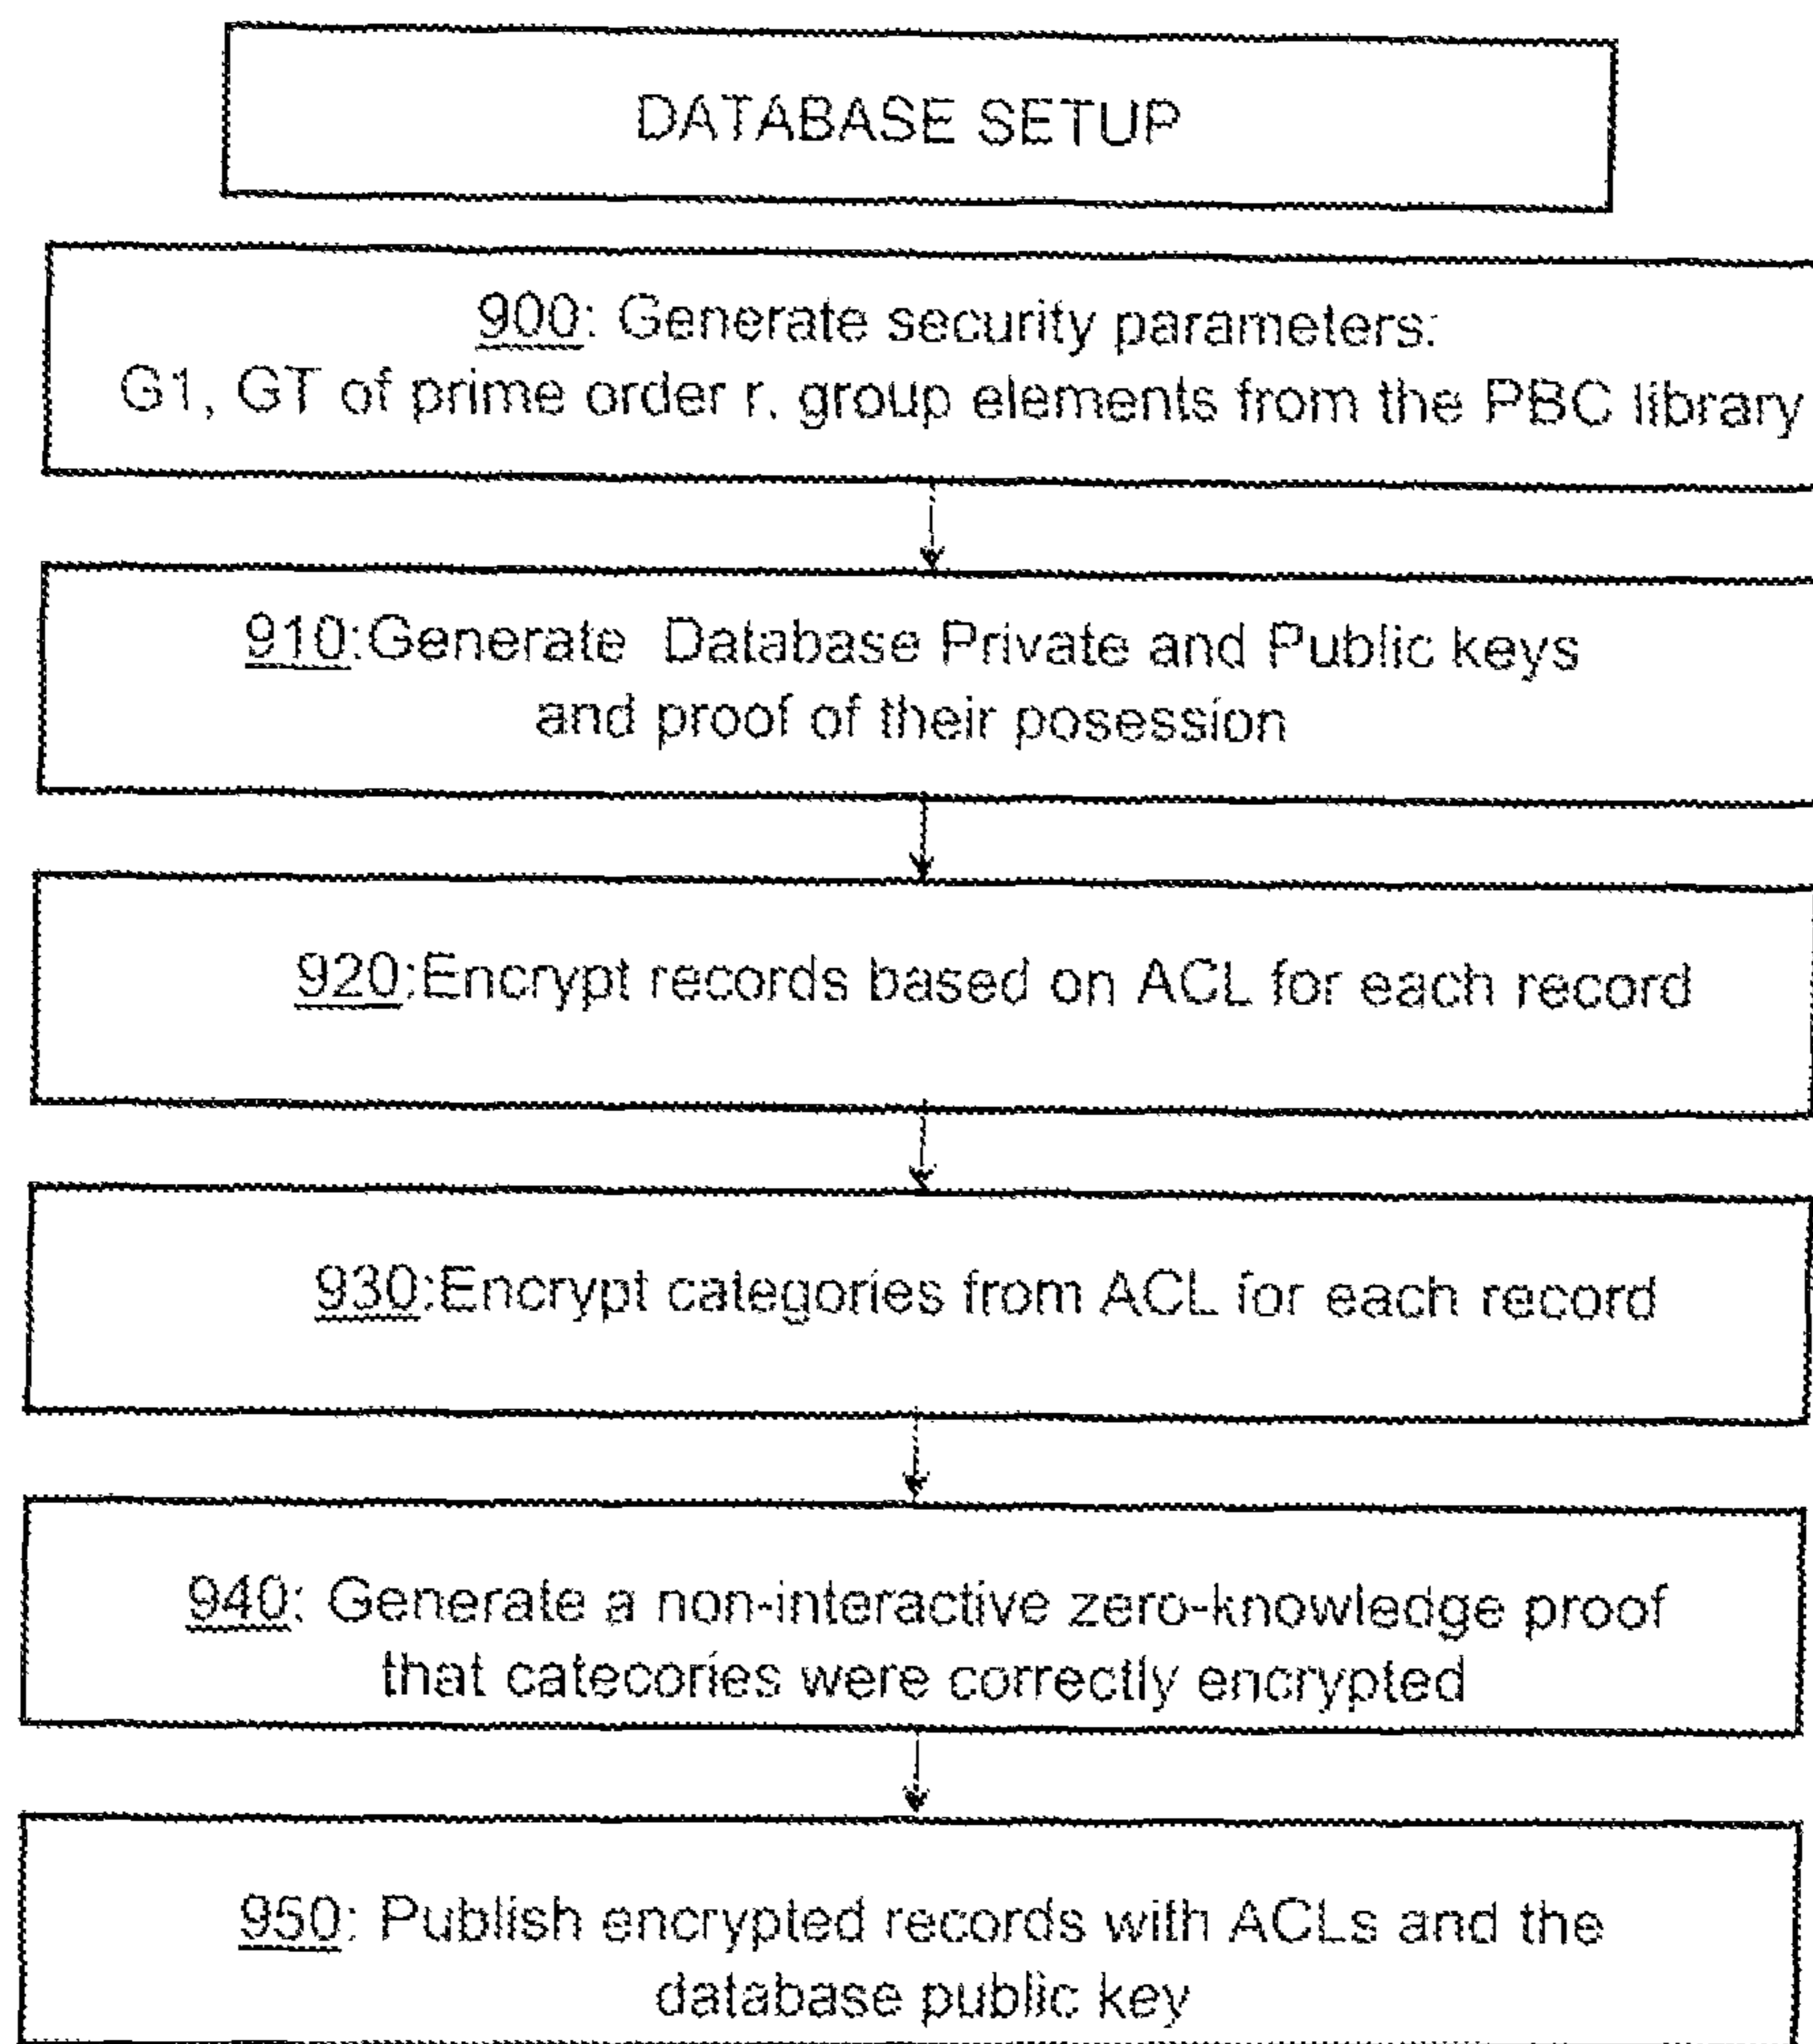 DATABASE SETUP
900: Generate security parameters:
G1, GT of prime order r. group elements from the PBC library
910:Generate Database Private and Public keys
and proof of their posession
920:Encrypt records based on ACL for each record
930:Encrypt categories from ACL for each record
940: Generate a non-interactive zero-knowledge proof
that catecories were correctly encrypted
950: Publish encrypted records with ACLs and the
database public key